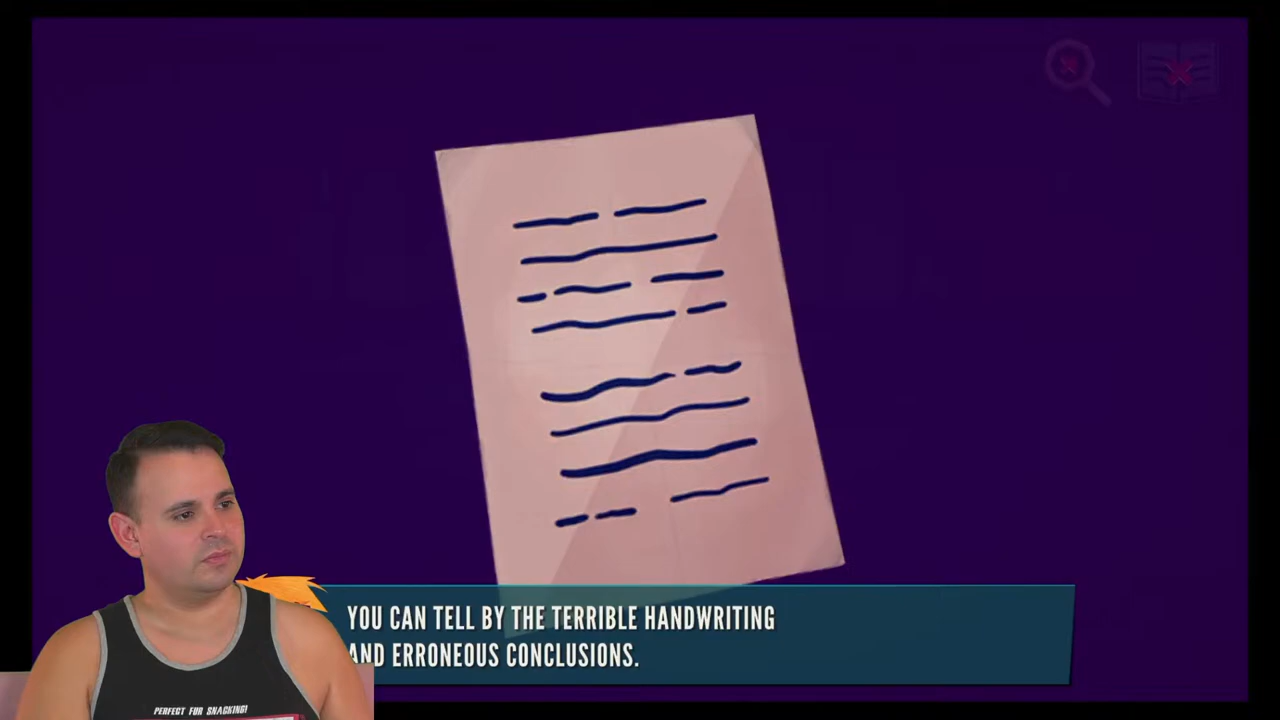 YOU CAN TELL BY THE TERRIBLE HANDWRITING
AND ERRONEOUS CONCLUSIONS.
PERFECT FOR SNACKING!